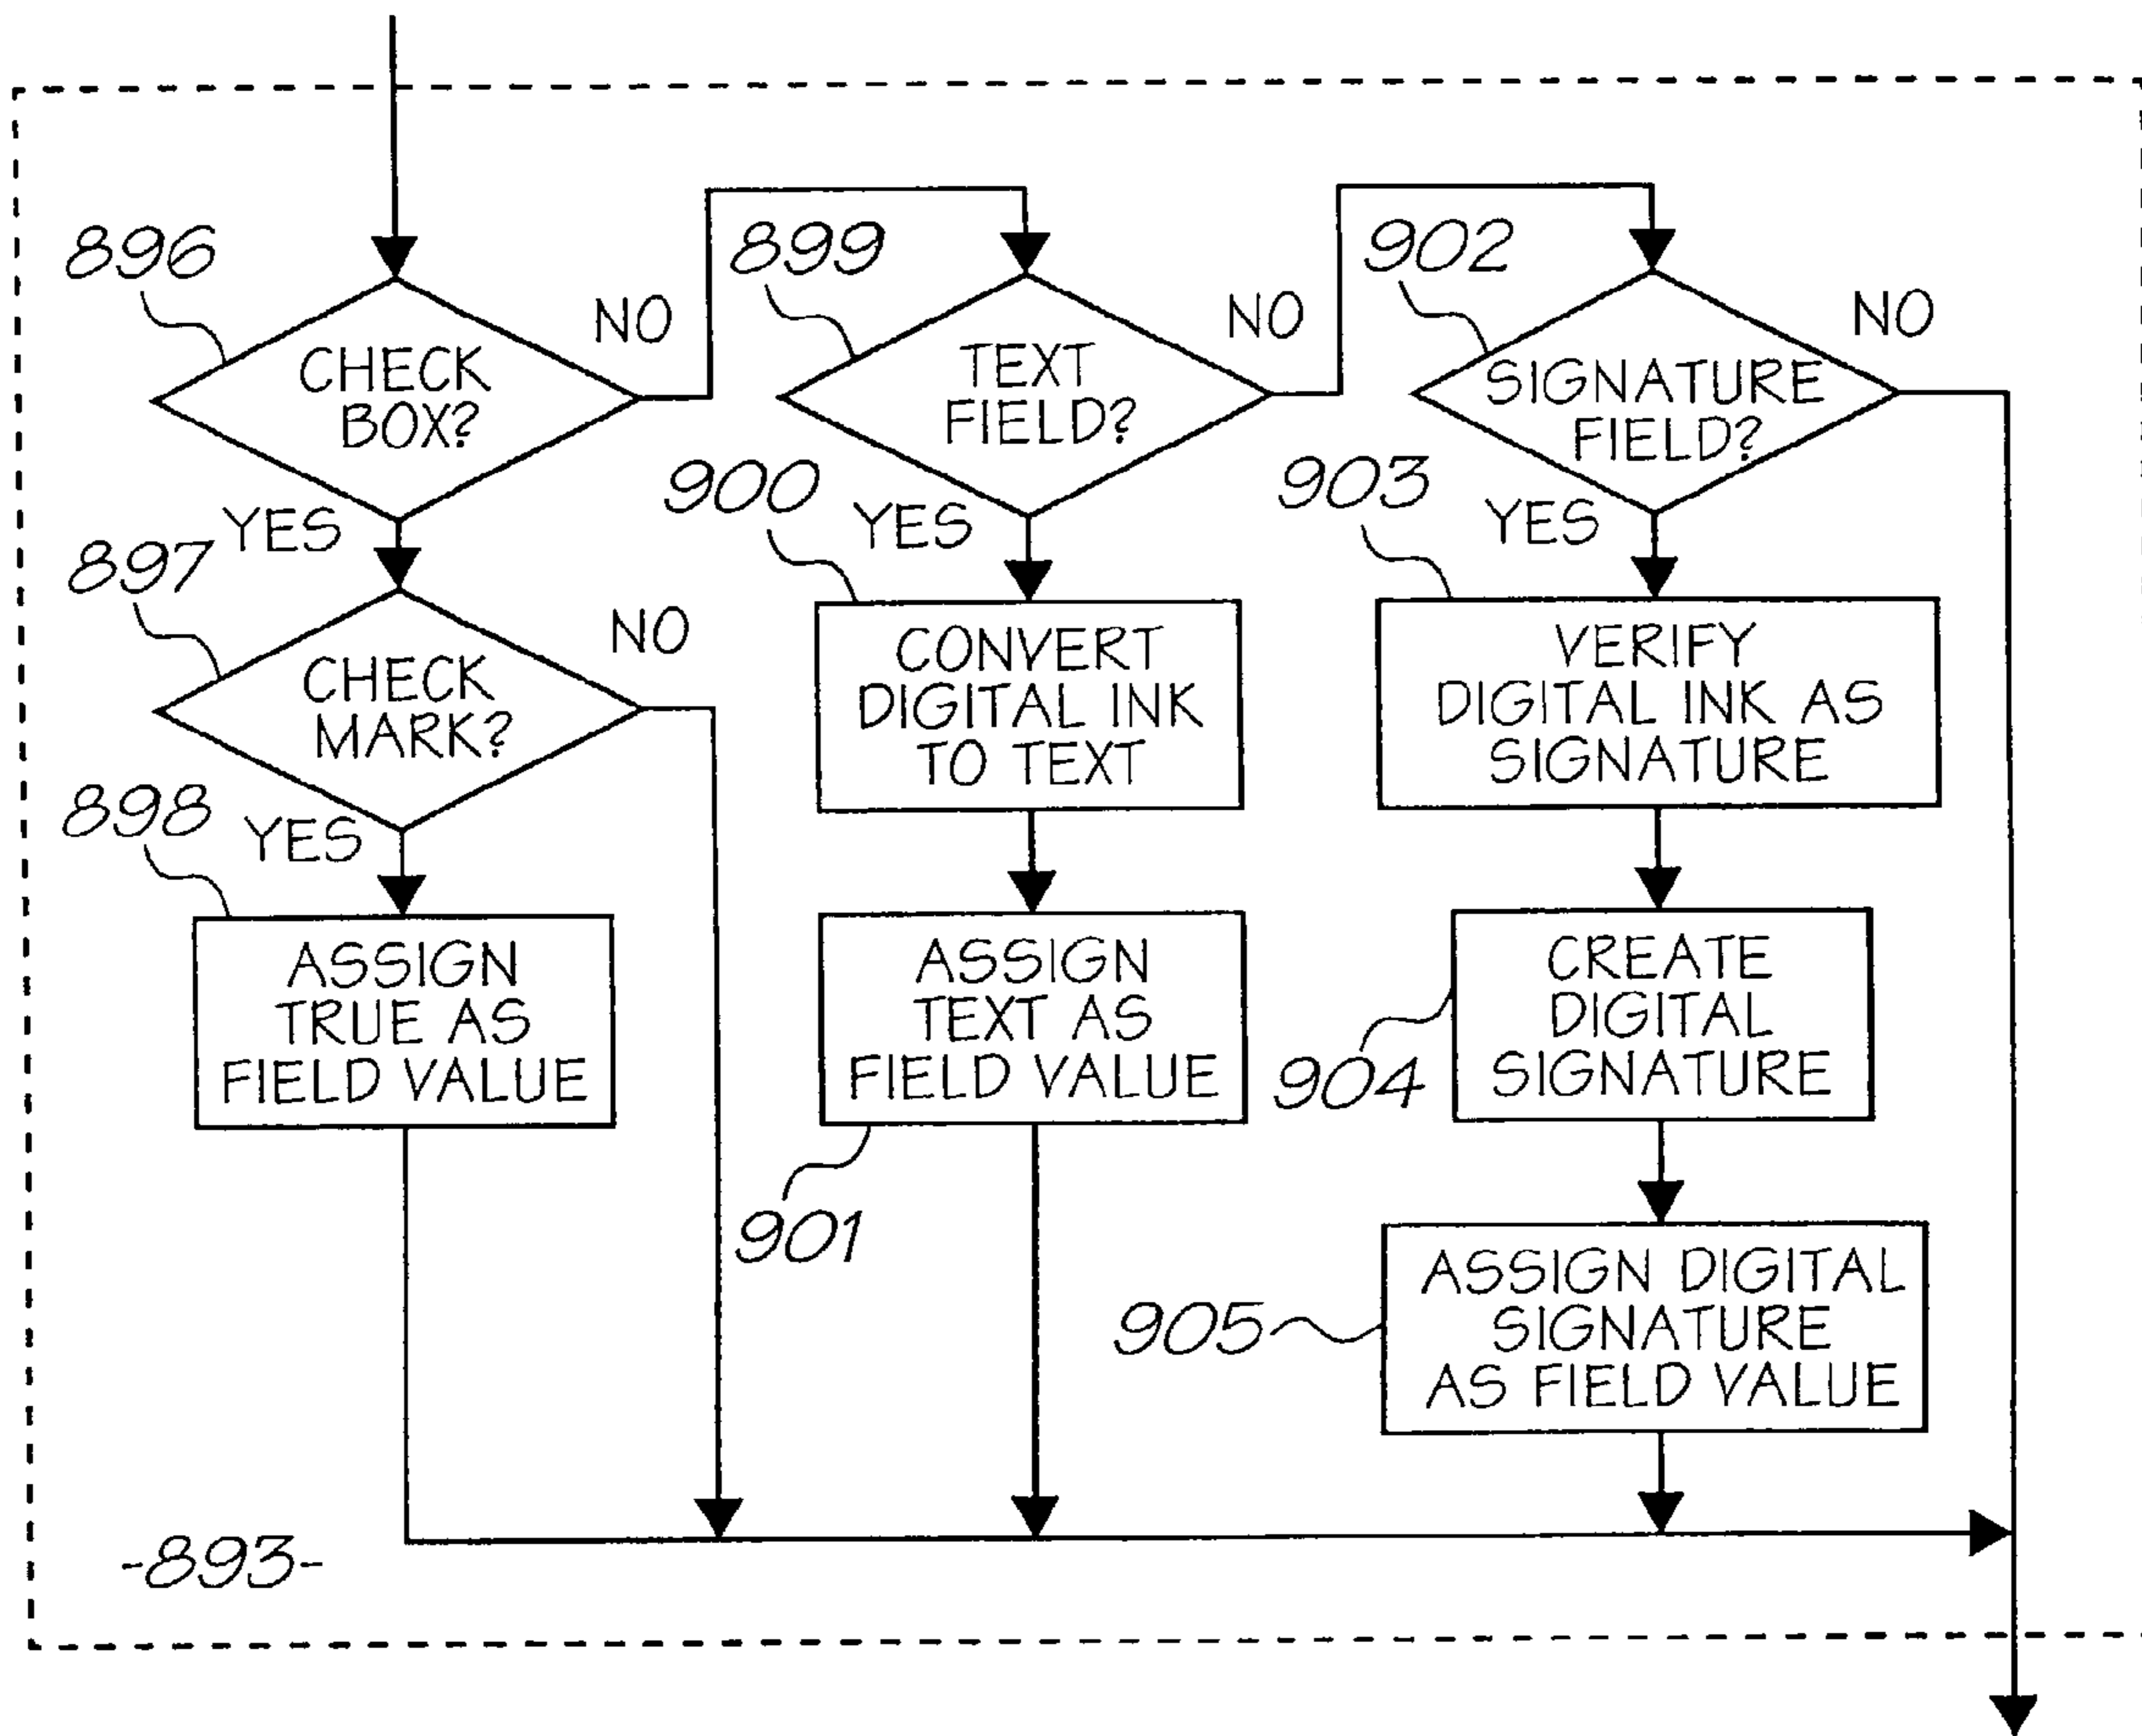 896
CHECK
BOX?
NO
YES
897
CHECK
MARK?
NO
YES
898
ASSIGN
TRUE AS
FIELD VALUE
899
TEXT
FIELD?
NO
YES
900
CONVERT
DIGITAL INK
TO TEXT
ASSIGN
TEXT AS
FIELD VALUE
901
902
SIGNATURE
FIELD?
NO
YES
903
VERIFY
DIGITAL INK AS
SIGNATURE
CREATE
DIGITAL
SIGNATURE
904
ASSIGN DIGITAL
SIGNATURE
AS FIELD VALUE
905
-893-